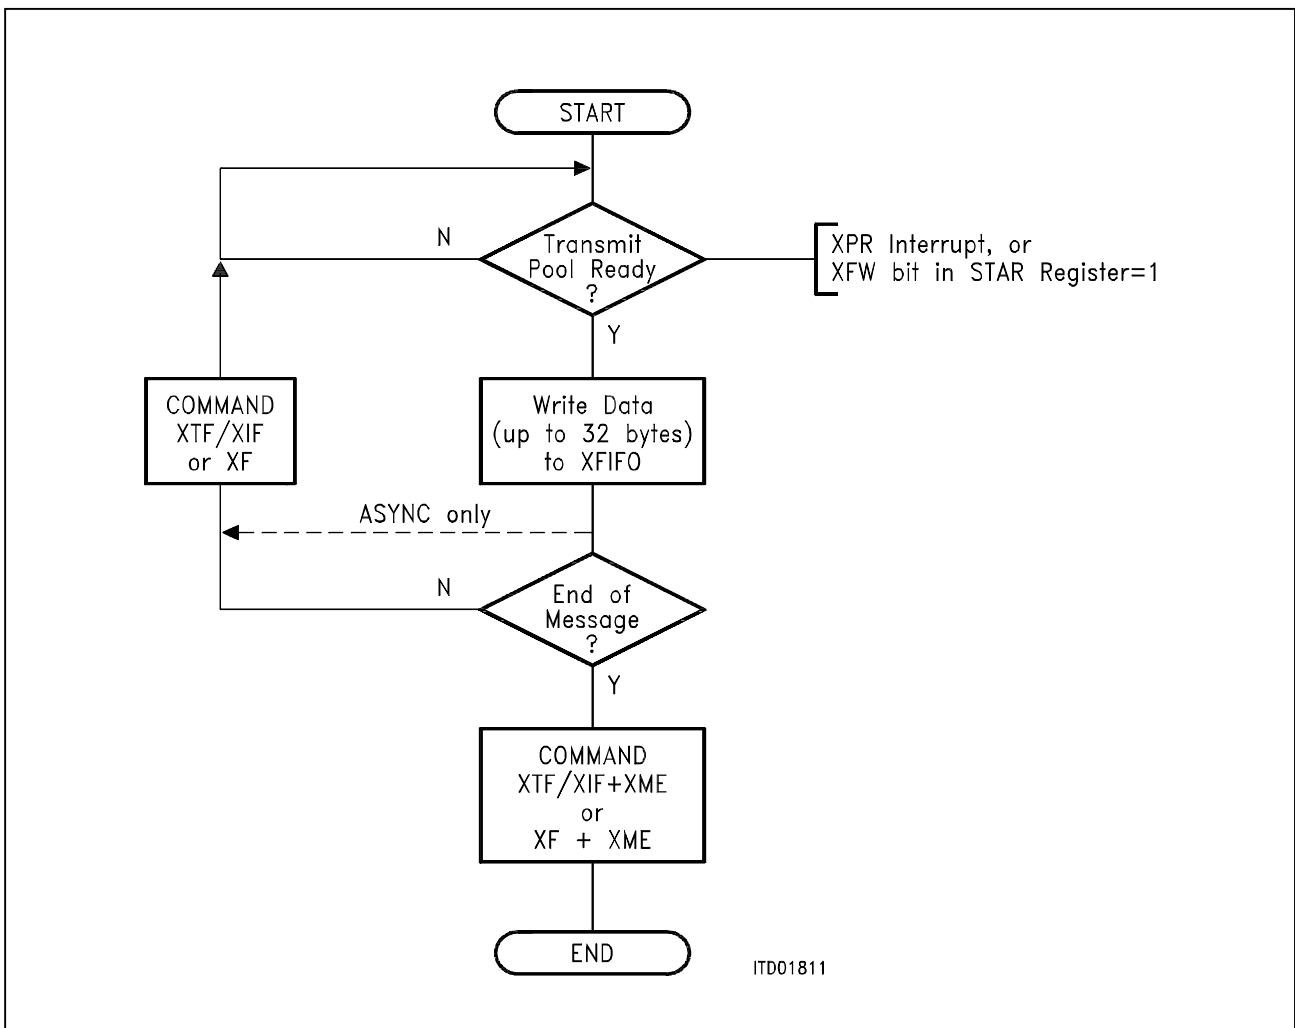 START
N
Transmit
Pool Ready
?
XPR Interrupt, or
XFW bit in STAR Register=1
Y
COMMAND
XTF/XIF
or XF
Write Data
(up to 32 bytes)
to XFIFO
ASYNC only
N
End of
Message
?
Y
COMMAND
XTF/XIF+XME
or
XF + XME
END
ITD01811